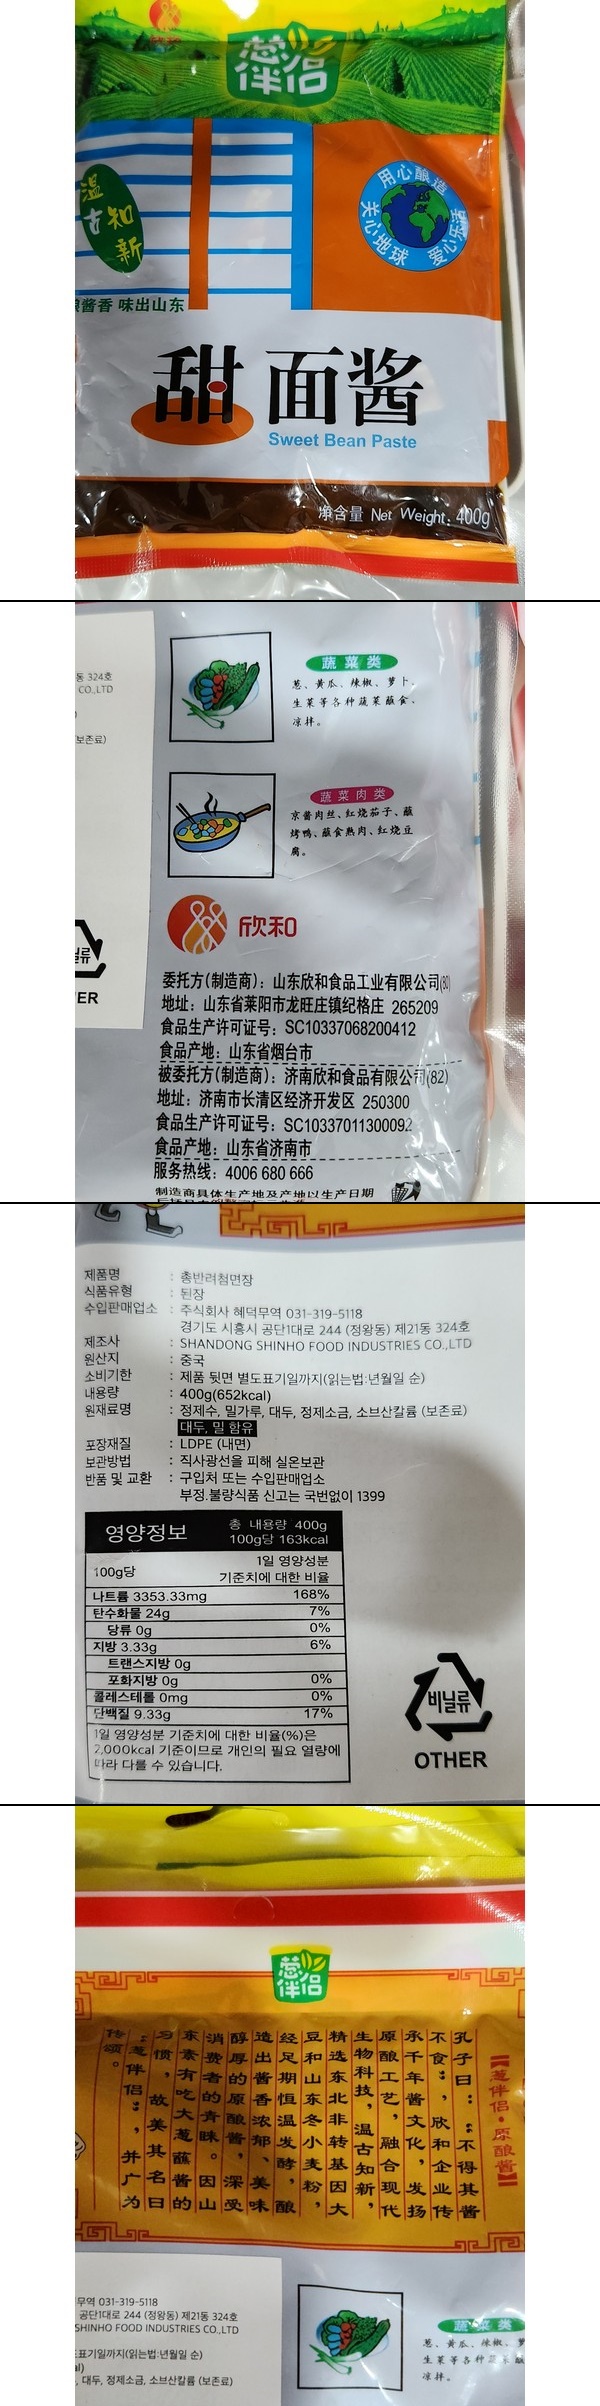 欣和
葱伴侣
温故知新
用心酿造
关心地球 爱心乐活
酱香 味出山东
甜面酱
Sweet Bean Paste
净含量 Net Weight: 400g
동 324호
CO.,LTD
보존료)
蔬菜类
葱、黄瓜、辣椒、萝卜、
生菜等各种蔬菜蘸食、
凉拌。
蔬菜肉类
京酱肉丝、红烧茄子、蘸
烤鸭、蘸食熟肉、红烧豆
腐。
欣和
委托方(制造商): 山东欣和食品工业有限公司(80)
地址: 山东省莱阳市龙旺庄镇纪格庄 265209
食品生产许可证号: SC10337068200412
食品产地: 山东省烟台市
被委托方(制造商): 济南欣和食品有限公司(82)
地址: 济南市长清区经济开发区 250300
食品生产许可证号: SC10337011300092
食品产地: 山东省济南市
服务热线: 4006 680 666
制造商具体生产地及产地以生产日期
제품명 : 총반려첨면장
식품유형 : 된장
수입판매업소 : 주식회사 혜덕무역 031-319-5118
경기도 시흥시 공단1대로 244 (정왕동) 제21동 324호
제조사 : SHANDONG SHINHO FOOD INDUSTRIES CO.,LTD
원산지 : 중국
소비기한 : 제품 뒷면 별도표기일까지(읽는법:년월일 순)
내용량 : 400g(652kcal)
원재료명 : 정제수, 밀가루, 대두, 정제소금, 소브산칼륨 (보존료)
대두, 밀 함유
포장재질 : LDPE (내면)
보관방법 : 직사광선을 피해 실온보관
반품 및 교환 : 구입처 또는 수입판매업소
부정.불량식품 신고는 국번없이 1399
영양정보
총 내용량 400g
100g당 163kcal
100g당
1일 영양성분
기준치에 대한 비율
나트륨 3353.33mg 168%
탄수화물 24g 7%
당류 0g 0%
지방 3.33g 6%
트랜스지방 0g
포화지방 0g 0%
콜레스테롤 0mg 0%
단백질 9.33g 17%
1일 영양성분 기준치에 대한 비율(%)은
2,000kcal 기준이므로 개인의 필요 열량에
따라 다를 수 있습니다.
비닐류
OTHER
葱伴侣
【葱伴侣·原酿酱】
孔子曰：“不得其酱
不食”，欣和企业传
承千年酱文化，发扬
原酿工艺，融合现代
生物科技，温古知新，
精选东北非转基因大
豆和山东冬小麦粉，
经足期恒温发酵，酿
造出酱香浓郁、美味
醇厚的原酿酱，深受
消费者的青睐。因山
东素有吃大葱蘸酱的
习惯，故美其名曰
“葱伴侣”，并广为
传颂。
무역 031-319-5118
공단1대로 244 (정왕동) 제21동 324호
SHINHO FOOD INDUSTRIES CO.,LTD
표기일까지(읽는법:년월일 순)
대두, 정제소금, 소브산칼륨 (보존료)
蔬菜类
葱、黄瓜、辣椒、
生菜等各种蔬菜蘸
凉拌。